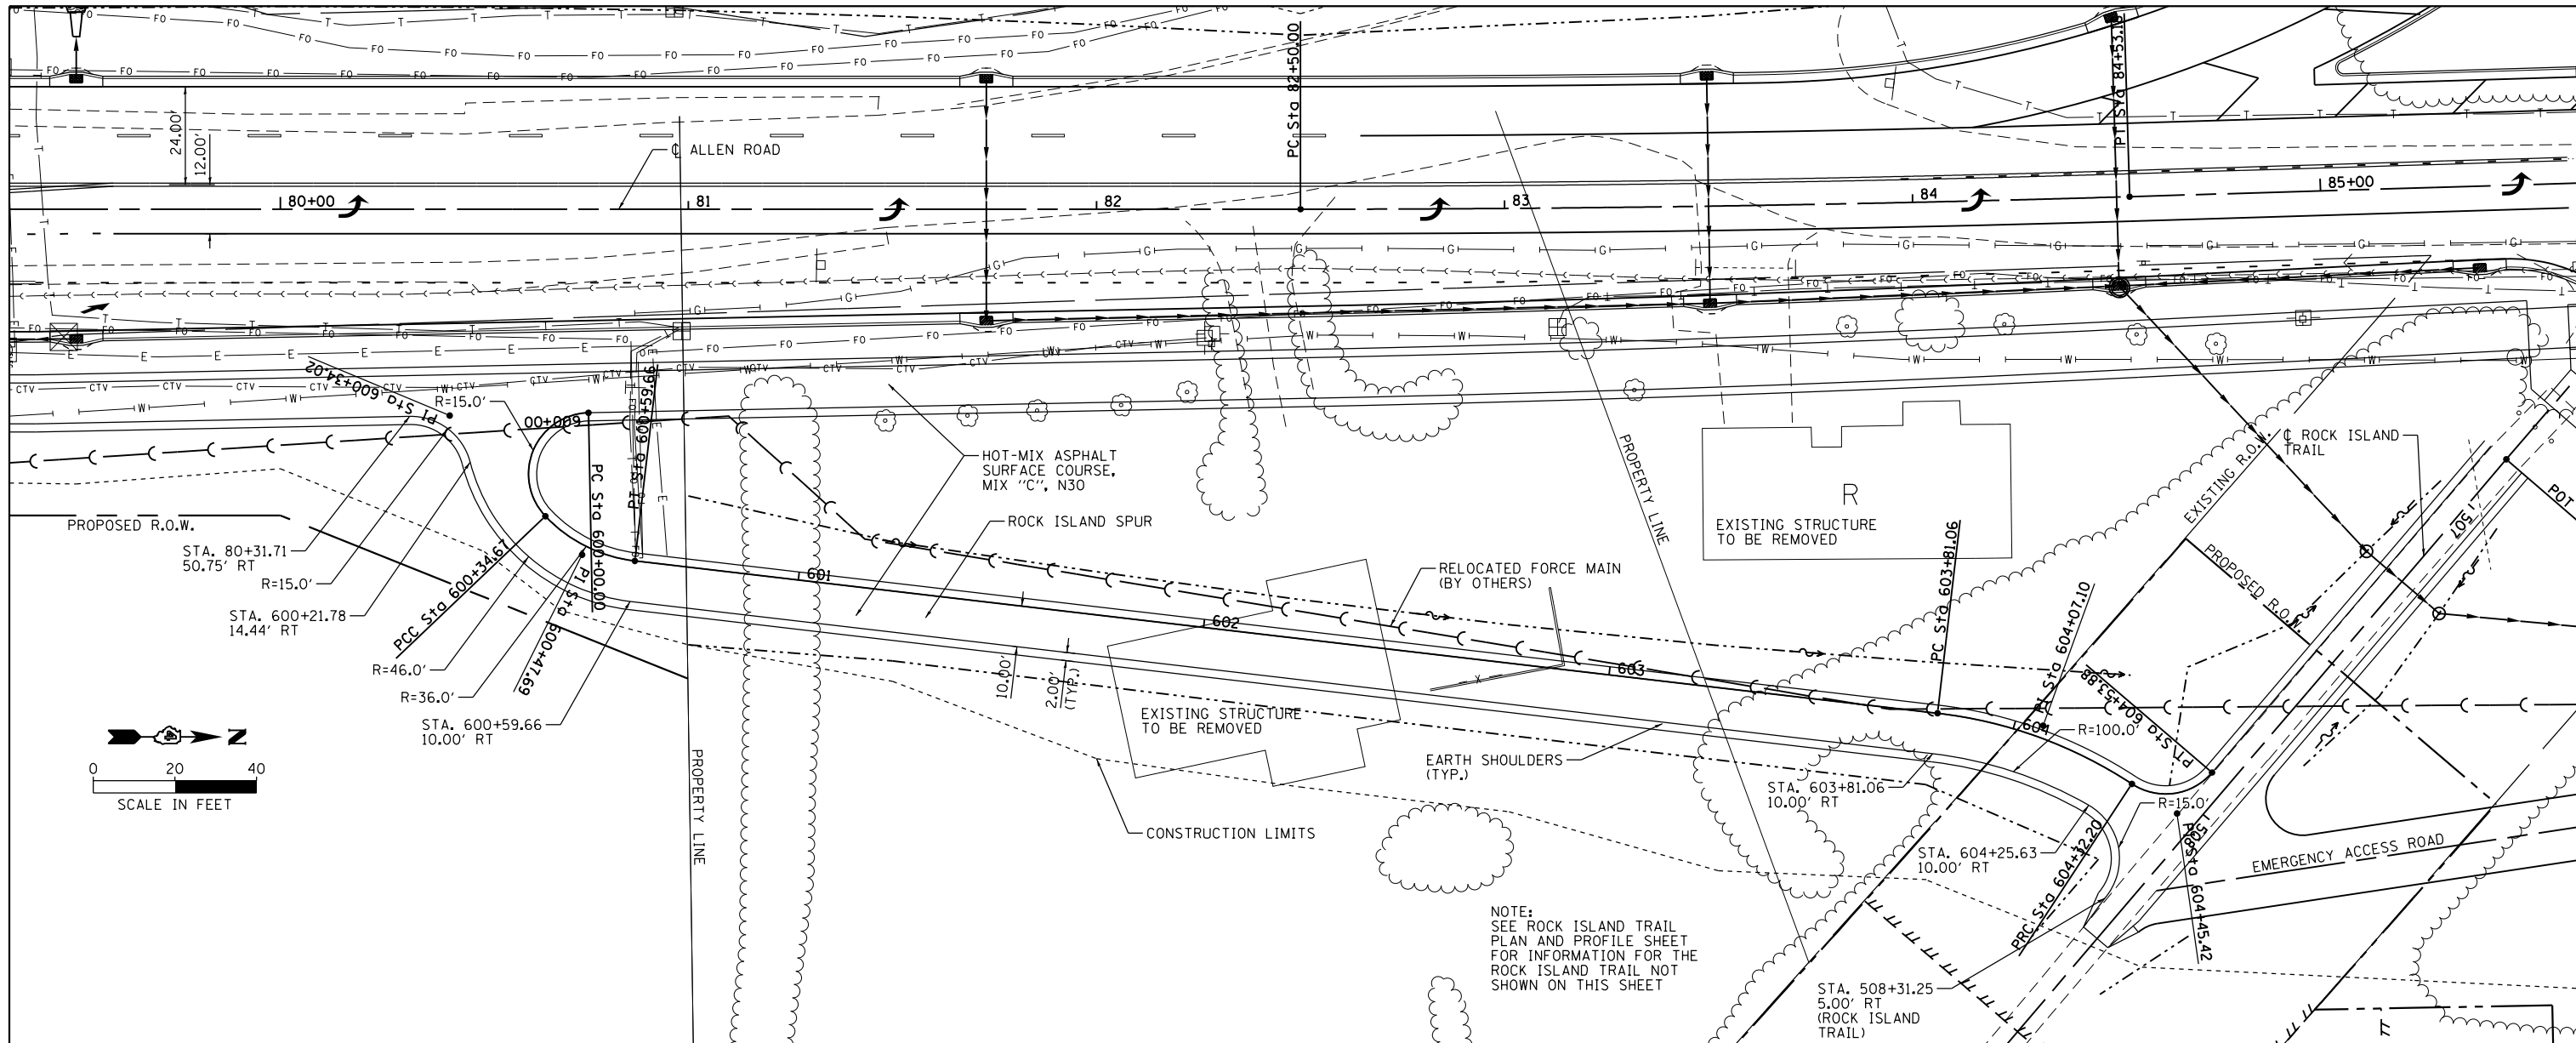 PC Sta 82+50.00
PT Sta 84+53.15
24.00'
12.00'
℄ ALLEN ROAD
80+00
81
82
83
84
85+00
PI Sta 600+34.02
R=15.0'
600+00
PT Sta 600+59.66
PC Sta 600+00.00
HOT-MIX ASPHALT
SURFACE COURSE,
MIX "C", N30
PROPERTY LINE
R
EXISTING STRUCTURE
TO BE REMOVED
EXISTING R.O.W.
℄ ROCK ISLAND
TRAIL
POT
507
PROPOSED R.O.W.
PROPOSED R.O.W.
STA. 80+31.71
50.75' RT
R=15.0'
STA. 600+21.78
14.44' RT
PCC Sta 600+34.67
PI Sta 600+47.69
R=46.0'
R=36.0'
STA. 600+59.66
10.00' RT
ROCK ISLAND SPUR
601
602
603
604
RELOCATED FORCE MAIN
(BY OTHERS)
PC Sta 603+81.06
PI Sta 604+07.10
PT Sta 604+53.88
R=100.0'
10.00'
2.00'
(TYP.)
EXISTING STRUCTURE
TO BE REMOVED
EARTH SHOULDERS
(TYP.)
STA. 603+81.06
10.00' RT
R=15.0'
N
0 20 40
SCALE IN FEET
PROPERTY LINE
CONSTRUCTION LIMITS
STA. 604+25.63
10.00' RT
PRC Sta 604+32.20
508
PI Sta 604+45.42
EMERGENCY ACCESS ROAD
NOTE:
SEE ROCK ISLAND TRAIL
PLAN AND PROFILE SHEET
FOR INFORMATION FOR THE
ROCK ISLAND TRAIL NOT
SHOWN ON THIS SHEET
STA. 508+31.25
5.00' RT
(ROCK ISLAND
TRAIL)